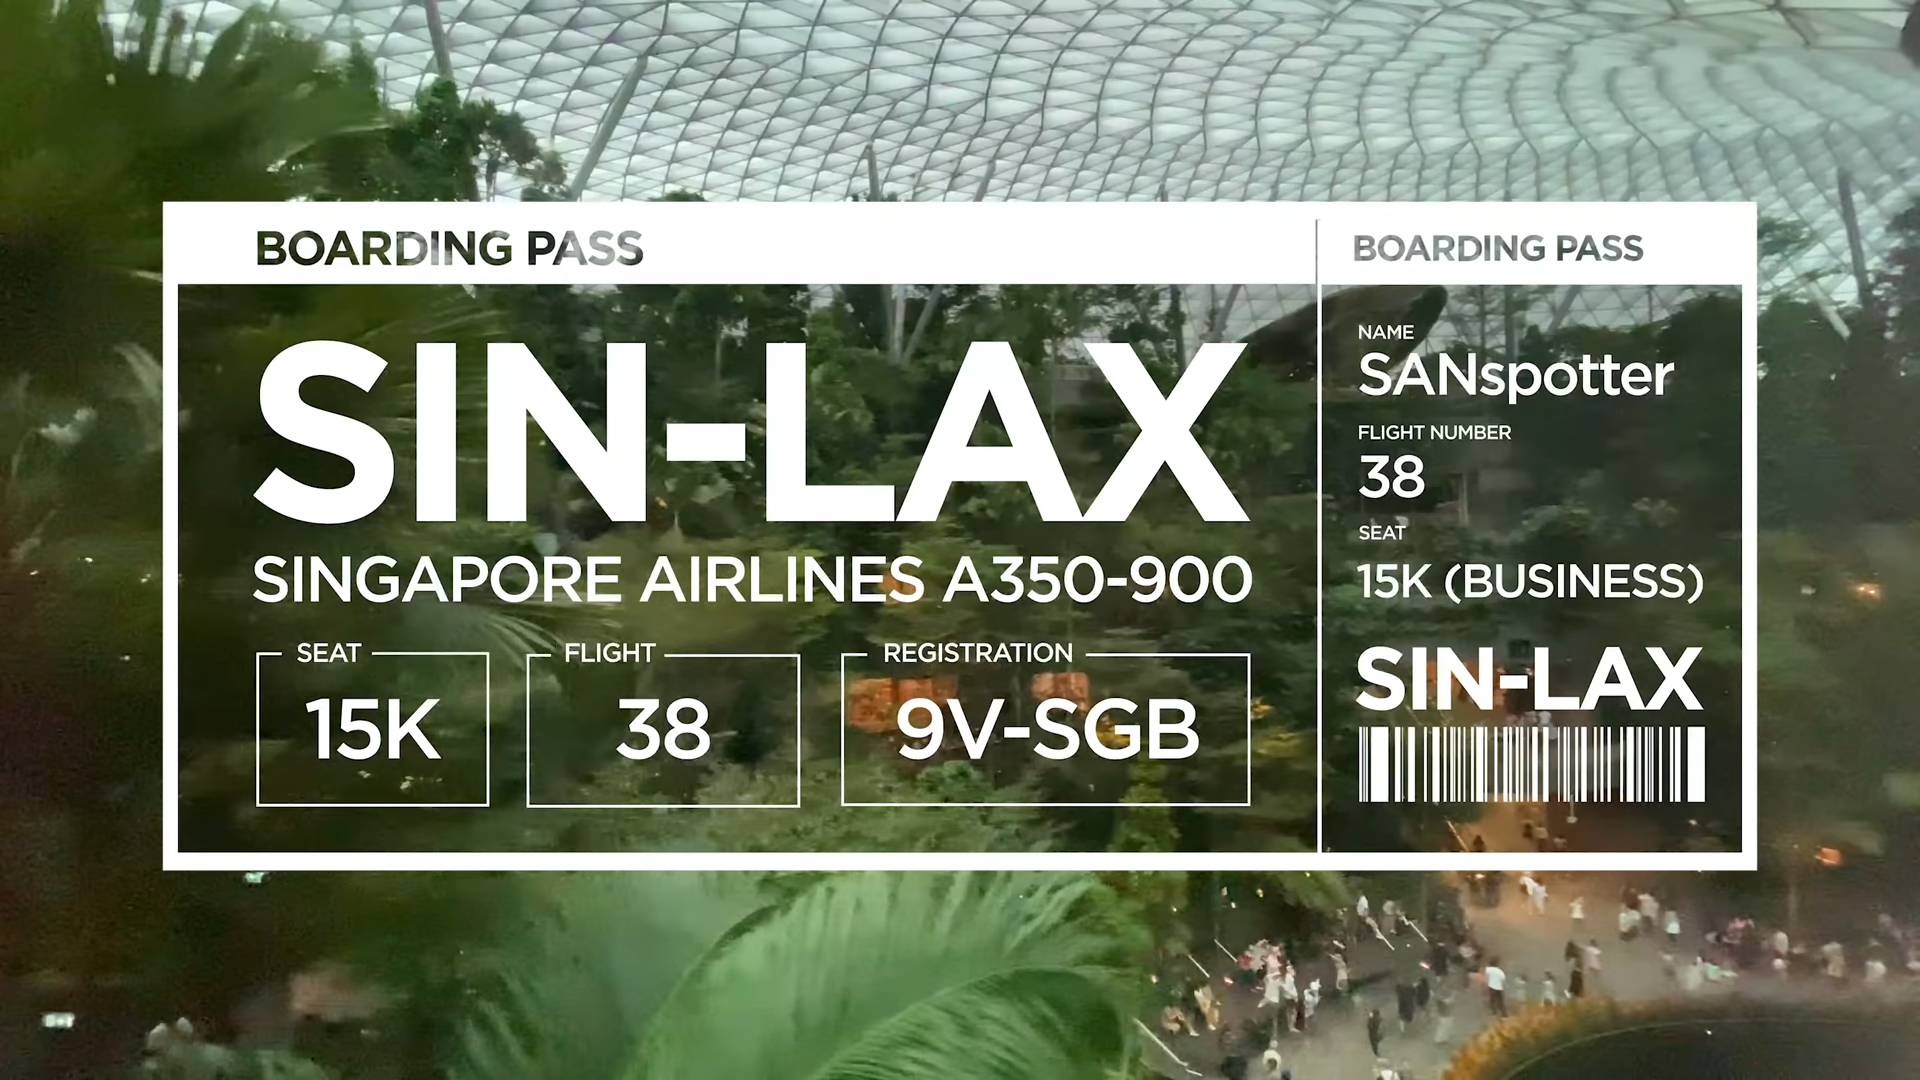 BOARDING PASS
SIN-LAX
SINGAPORE AIRLINES A350-900
SEAT
15K
FLIGHT
38
REGISTRATION
9V-SGB
BOARDING PASS
NAME
SANspotter
FLIGHT NUMBER
38
SEAT
15K (BUSINESS)
SIN-LAX